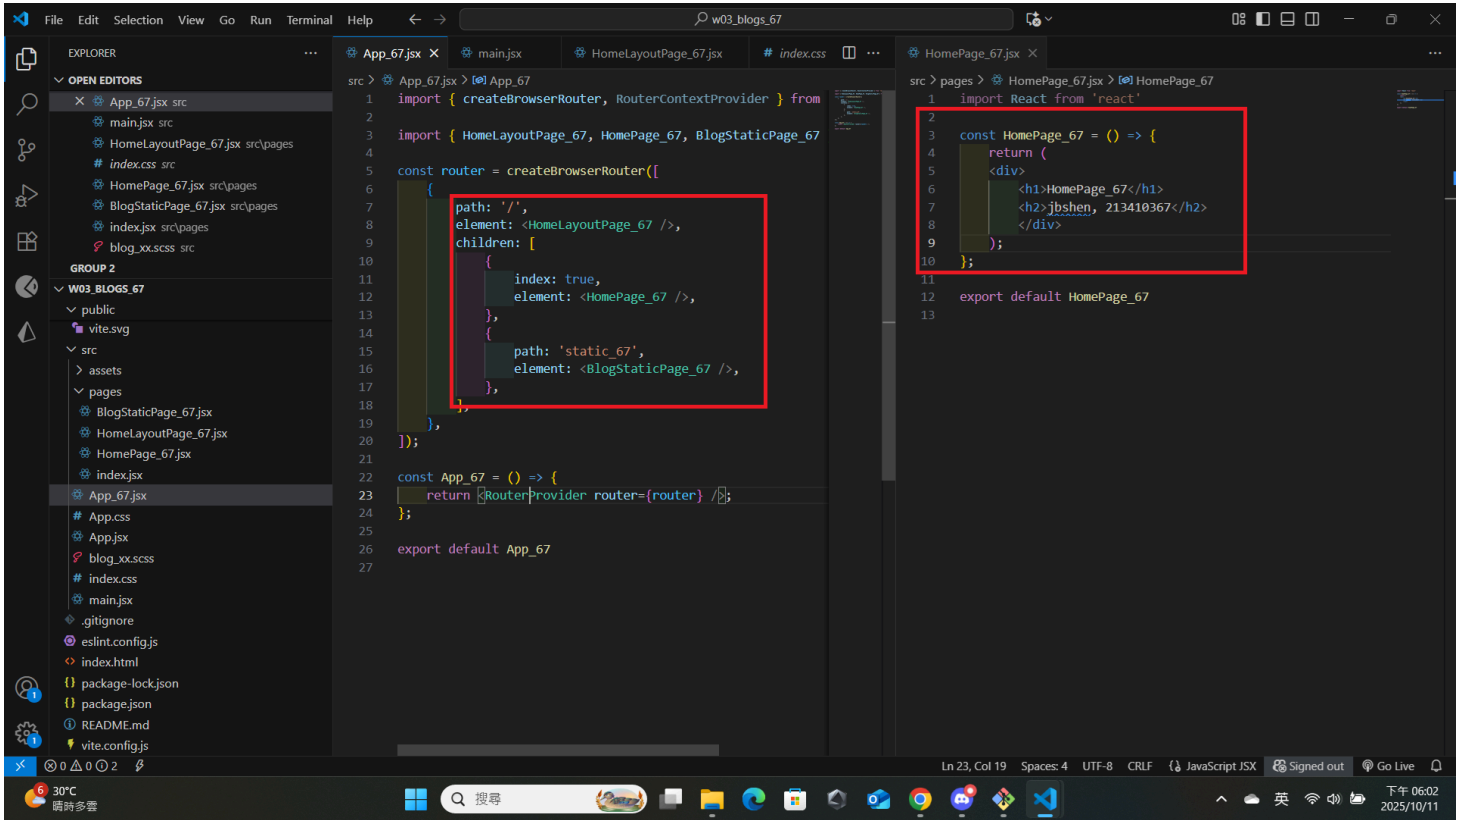 File Edit Selection View Go Run Terminal Help
w03_blogs_67
EXPLORER
OPEN EDITORS
App_67.jsx src
main.jsx src
HomeLayoutPage_67.jsx src\pages
# index.css src
HomePage_67.jsx src\pages
BlogStaticPage_67.jsx src\pages
index.jsx src\pages
blog_xx.scss src
GROUP 2
W03_BLOGS_67
public
vite.svg
src
assets
pages
BlogStaticPage_67.jsx
HomeLayoutPage_67.jsx
HomePage_67.jsx
index.jsx
App_67.jsx
# App.css
App.jsx
blog_xx.scss
# index.css
main.jsx
.gitignore
eslint.config.js
index.html
package-lock.json
package.json
README.md
vite.config.js
App_67.jsx main.jsx HomeLayoutPage_67.jsx # index.css
src > App_67.jsx > App_67
1 import { createBrowserRouter, RouterContextProvider } from
2
3 import { HomeLayoutPage_67, HomePage_67, BlogStaticPage_67
4
5 const router = createBrowserRouter([
6 {
7 path: '/',
8 element: <HomeLayoutPage_67 />,
9 children: [
10 {
11 index: true,
12 element: <HomePage_67 />,
13 },
14 {
15 path: 'static_67',
16 element: <BlogStaticPage_67 />,
17 },
18 ],
19 },
20 ]);
21
22 const App_67 = () => {
23 return <RouterProvider router={router} />;
24 };
25
26 export default App_67
27
HomePage_67.jsx
src > pages > HomePage_67.jsx > HomePage_67
1 import React from 'react'
2
3 const HomePage_67 = () => {
4 return (
5 <div>
6 <h1>HomePage_67</h1>
7 <h2>jbshen, 213410367</h2>
8 </div>
9 );
10 };
11
12 export default HomePage_67
13
1
1
0 0 2
Ln 23, Col 19 Spaces: 4 UTF-8 CRLF JavaScript JSX Signed out Go Live
6
30°C
晴時多雲
搜尋
英
下午 06:02
2025/10/11